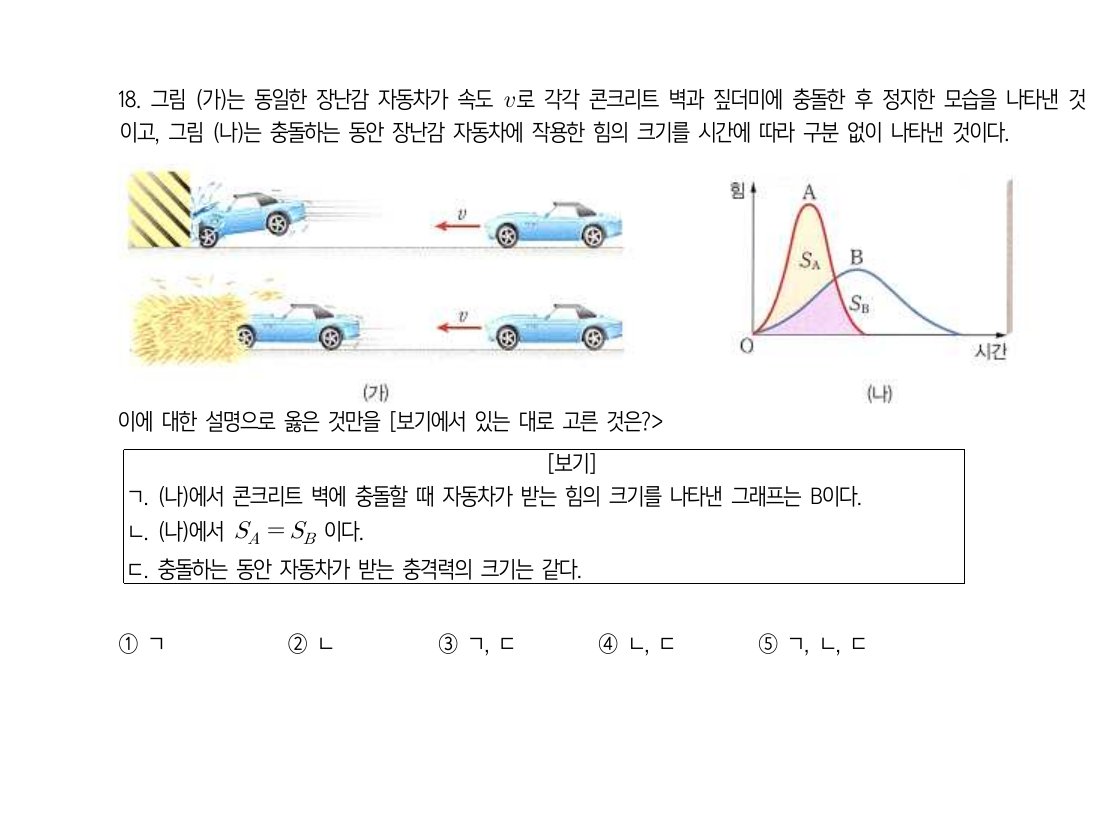 18. 그림 (가)는 동일한 장난감 자동차가 속도 v로 각각 콘크리트 벽과 짚더미에 충돌한 후 정지한 모습을 나타낸 것
이고, 그림 (나)는 충돌하는 동안 장난감 자동차에 작용한 힘의 크기를 시간에 따라 구분 없이 나타낸 것이다.
v
v
(가)
힘
A
S_A
B
S_B
O
시간
(나)
이에 대한 설명으로 옳은 것만을 [보기에서 있는 대로 고른 것은?>
[보기]
ㄱ. (나)에서 콘크리트 벽에 충돌할 때 자동차가 받는 힘의 크기를 나타낸 그래프는 B이다.
ㄴ. (나)에서 S_A = S_B 이다.
ㄷ. 충돌하는 동안 자동차가 받는 충격력의 크기는 같다.
① ㄱ ② ㄴ ③ ㄱ, ㄷ ④ ㄴ, ㄷ ⑤ ㄱ, ㄴ, ㄷ